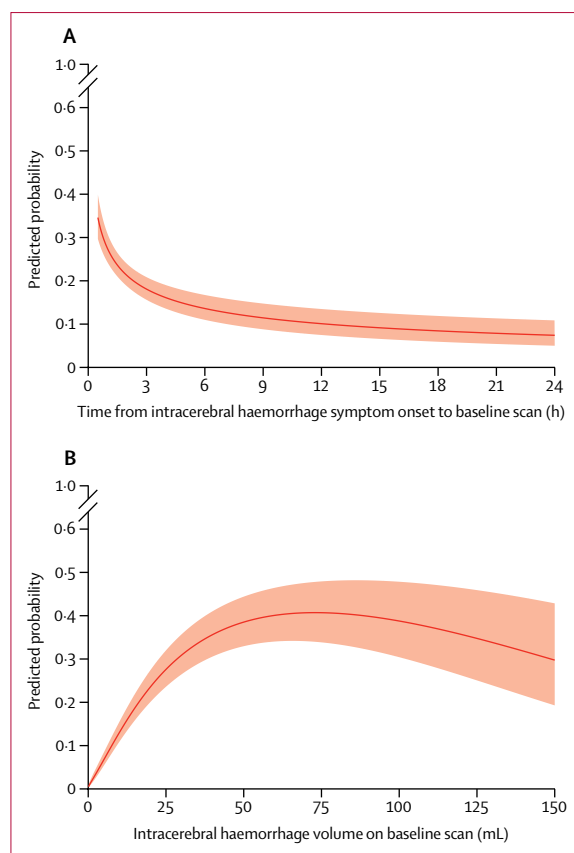 A
1·0
0·6
0·5
0·4
0·3
0·2
0·1
0
Predicted probability
0 3 6 9 12 15 18 21 24
Time from intracerebral haemorrhage symptom onset to baseline scan (h)
B
1·0
0·6
0·5
0·4
0·3
0·2
0·1
0
Predicted probability
0 25 50 75 100 125 150
Intracerebral haemorrhage volume on baseline scan (mL)